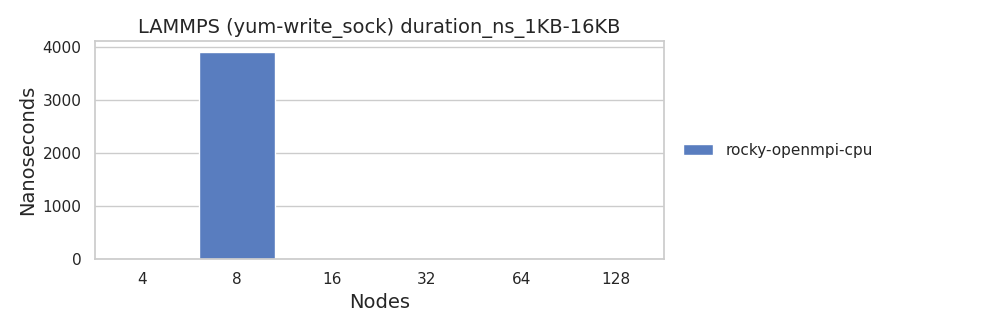 LAMMPS (yum-write_sock) duration_ns_1KB-16KB
Nanoseconds
4000
3000
2000
1000
0
4 8 16 32 64 128
Nodes
rocky-openmpi-cpu